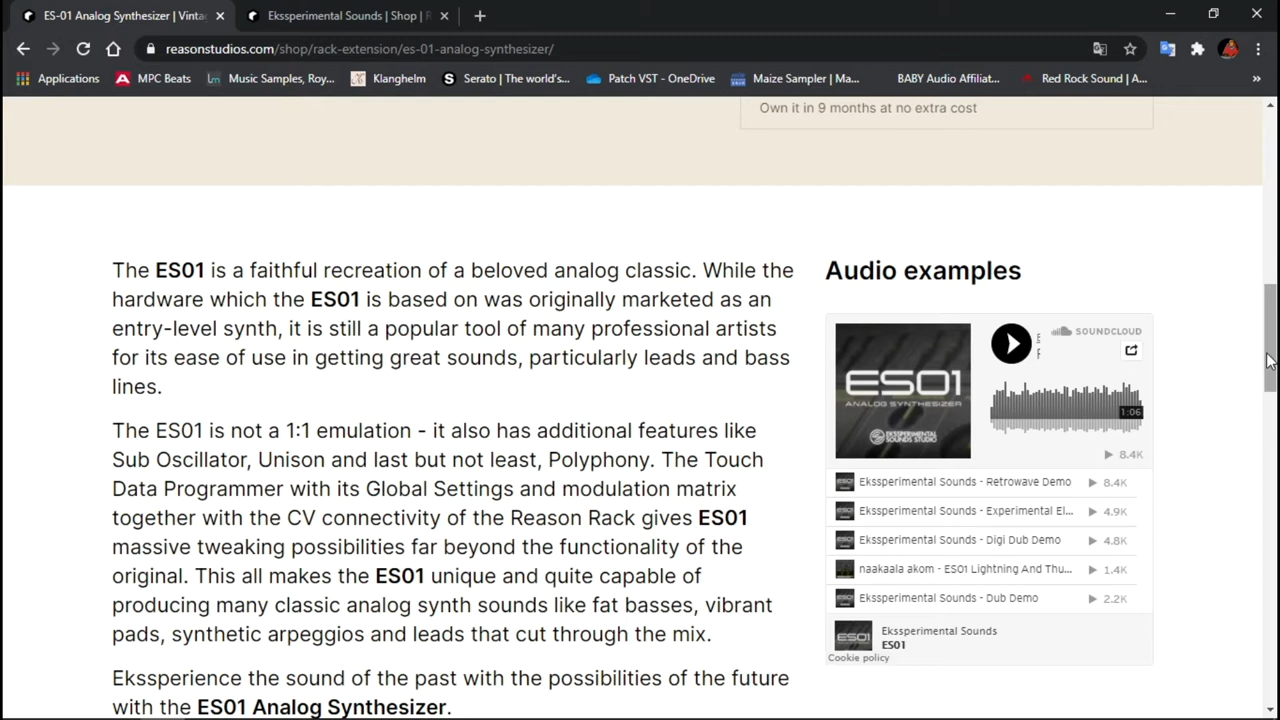 ES-01 Analog Synthesizer | Vinta
Ekssperimental Sounds | Shop | R
reasonstudios.com/shop/rack-extension/es-01-analog-synthesizer/
Applications
MPC Beats
Music Samples, Roy...
Klanghelm
Serato | The world s...
Patch VST - OneDrive
Maize Sampler | Ma...
BABY Audio Affiliat...
Red Rock Sound | A...
Own it in 9 months at no extra cost
The ES01 is a faithful recreation of a beloved analog classic. While the
hardware which the ES01 is based on was originally marketed as an
entry-level synth, it is still a popular tool of many professional artists
for its ease of use in getting great sounds, particularly leads and bass
lines.
The ES01 is not a 1:1 emulation - it also has additional features like
Sub Oscillator, Unison and last but not least, Polyphony. The Touch
Data Programmer with its Global Settings and modulation matrix
together with the CV connectivity of the Reason Rack gives ES01
massive tweaking possibilities far beyond the functionality of the
original. This all makes the ES01 unique and quite capable of
producing many classic analog synth sounds like fat basses, vibrant
pads, synthetic arpeggios and leads that cut through the mix.
Ekssperience the sound of the past with the possibilities of the future
with the ES01 Analog Synthesizer.
Audio examples
ES01
ANALOG SYNTHESIZER
EKSSPERIMENTAL
SOUNDS STUDIO
SOUNDCLOUD
1:06
8.4K
Ekssperimental Sounds - Retrowave Demo 8.4K
Ekssperimental Sounds - Experimental El... 4.9K
Ekssperimental Sounds - Digi Dub Demo 4.8K
naakaala akom - ES01 Lightning And Thu... 1.4K
Ekssperimental Sounds - Dub Demo 2.2K
Ekssperimental Sounds
ES01
Cookie policy